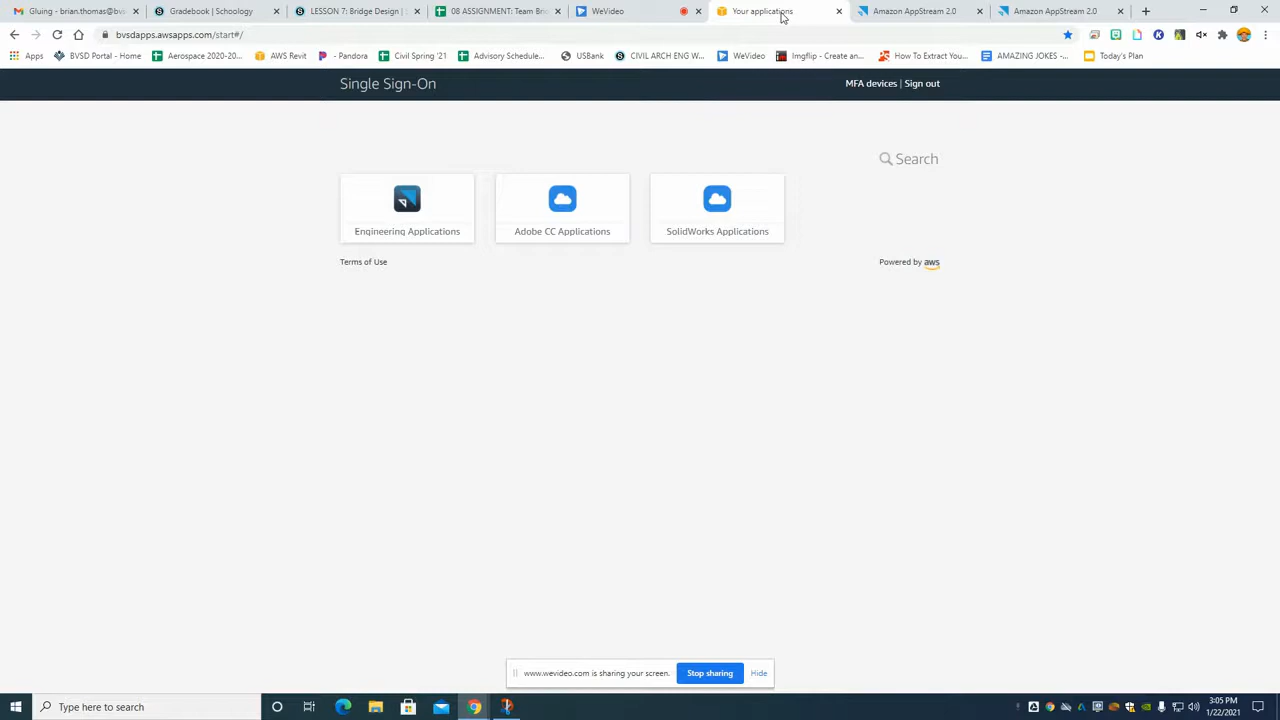 Gluing - brian.thomas@bvs
Gradebook | Schoology
LESSON 7: Bridge Design |
08 ASSIGNMENT: Team Brid
WeVideo
Your applications
Amazon AppStream 2.0
Amazon AppStream 2.0
bvsdapps.awsapps.com/start#/
Apps
BVSD Portal - Home
Aerospace 2020-20...
AWS Revit
- Pandora
Civil Spring '21
Advisory Schedule...
USBank
CIVIL ARCH ENG W...
WeVideo
Imgflip - Create an...
How To Extract You...
AMAZING JOKES -...
Today's Plan
Single Sign-On
MFA devices | Sign out
Search
Engineering Applications
Adobe CC Applications
SolidWorks Applications
Terms of Use
Powered by aws
www.wevideo.com is sharing your screen.
Stop sharing
Hide
Type here to search
3:05 PM
1/22/2021